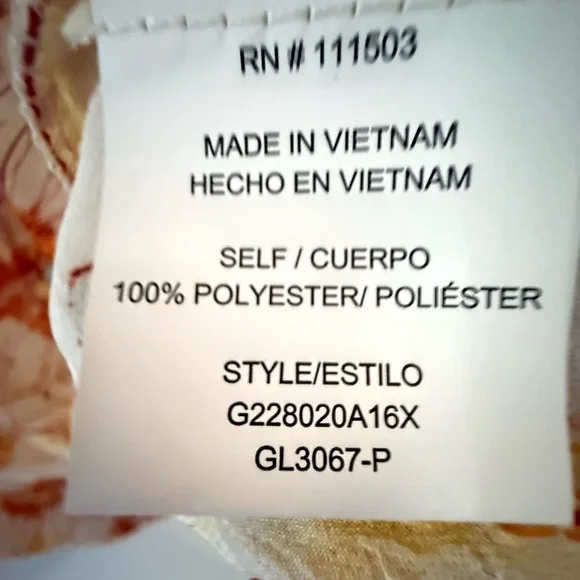 RN # 111503
MADE IN VIETNAM
HECHO EN VIETNAM
SELF / CUERPO
100% POLYESTER/ POLIÉSTER
STYLE/ESTILO
G228020A16X
GL3067-P